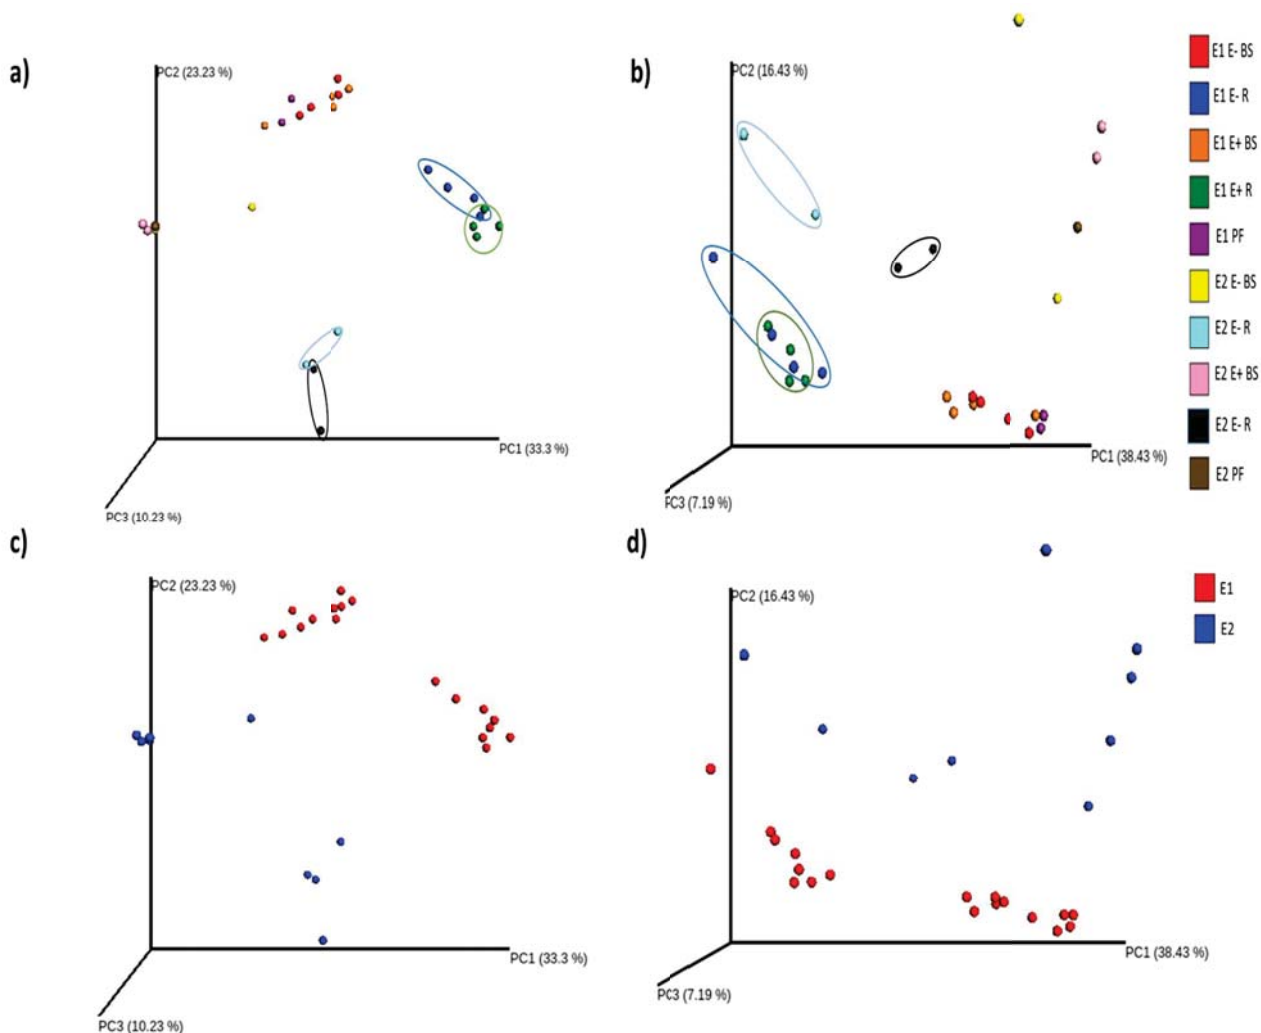 a)
PC2 (23.23 %)
PC1 (33.3 %)
PC3 (10.23 %)
b)
PC2 (16.43 %)
PC1 (38.43 %)
PC3 (7.19 %)
E1 E- BS
E1 E- R
E1 E+ BS
E1 E+ R
E1 PF
E2 E- BS
E2 E- R
E2 E+ BS
E2 E- R
E2 PF
c)
PC2 (23.23 %)
PC1 (33.3 %)
PC3 (10.23 %)
d)
PC2 (16.43 %)
PC1 (38.43 %)
PC3 (7.19 %)
E1
E2